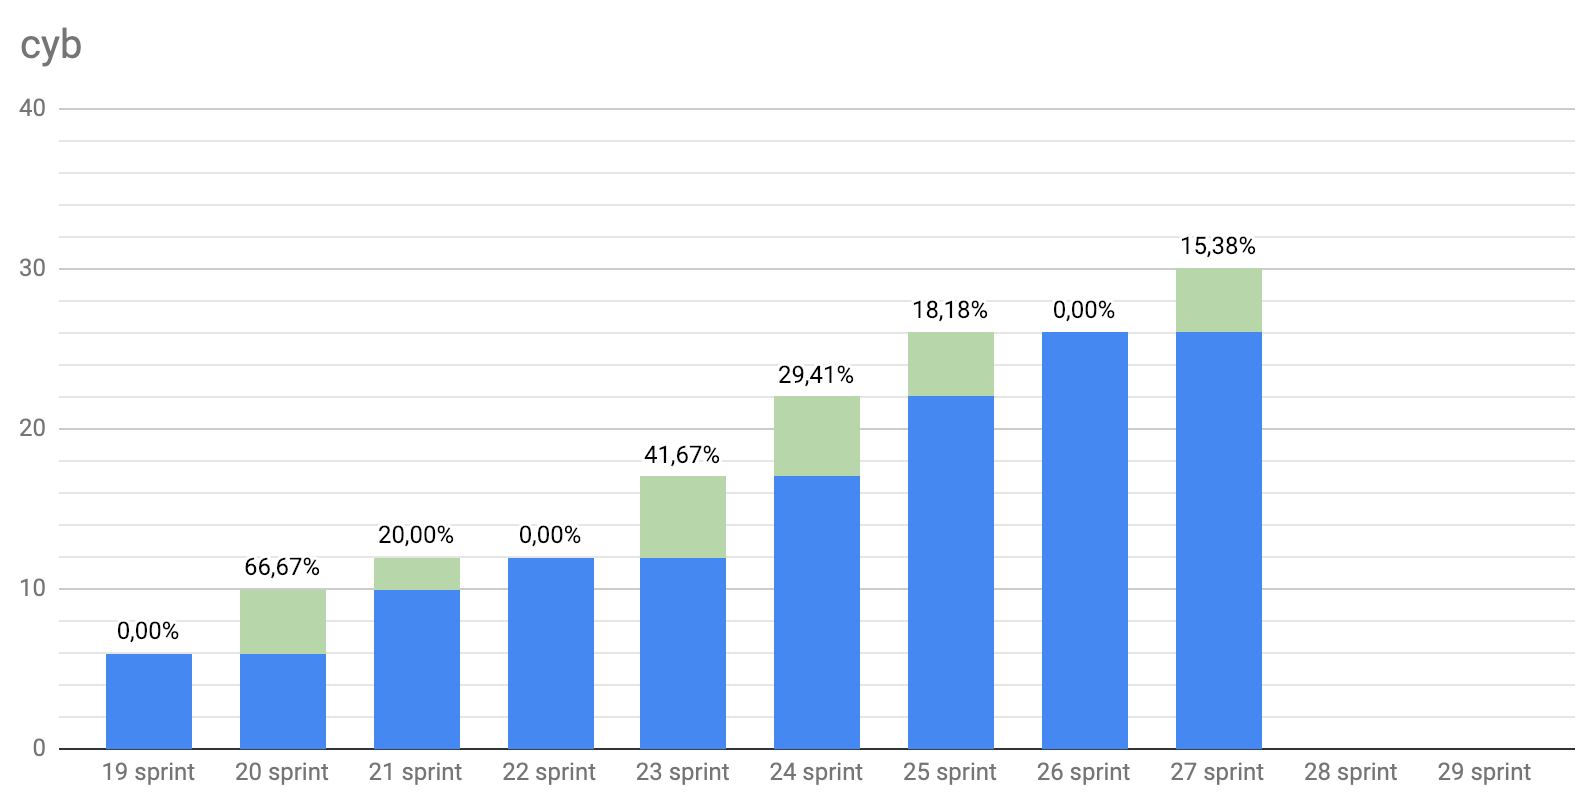 cyb
40
30
20
10
0
0,00%
66,67%
20,00%
0,00%
41,67%
29,41%
18,18%
0,00%
15,38%
19 sprint
20 sprint
21 sprint
22 sprint
23 sprint
24 sprint
25 sprint
26 sprint
27 sprint
28 sprint
29 sprint